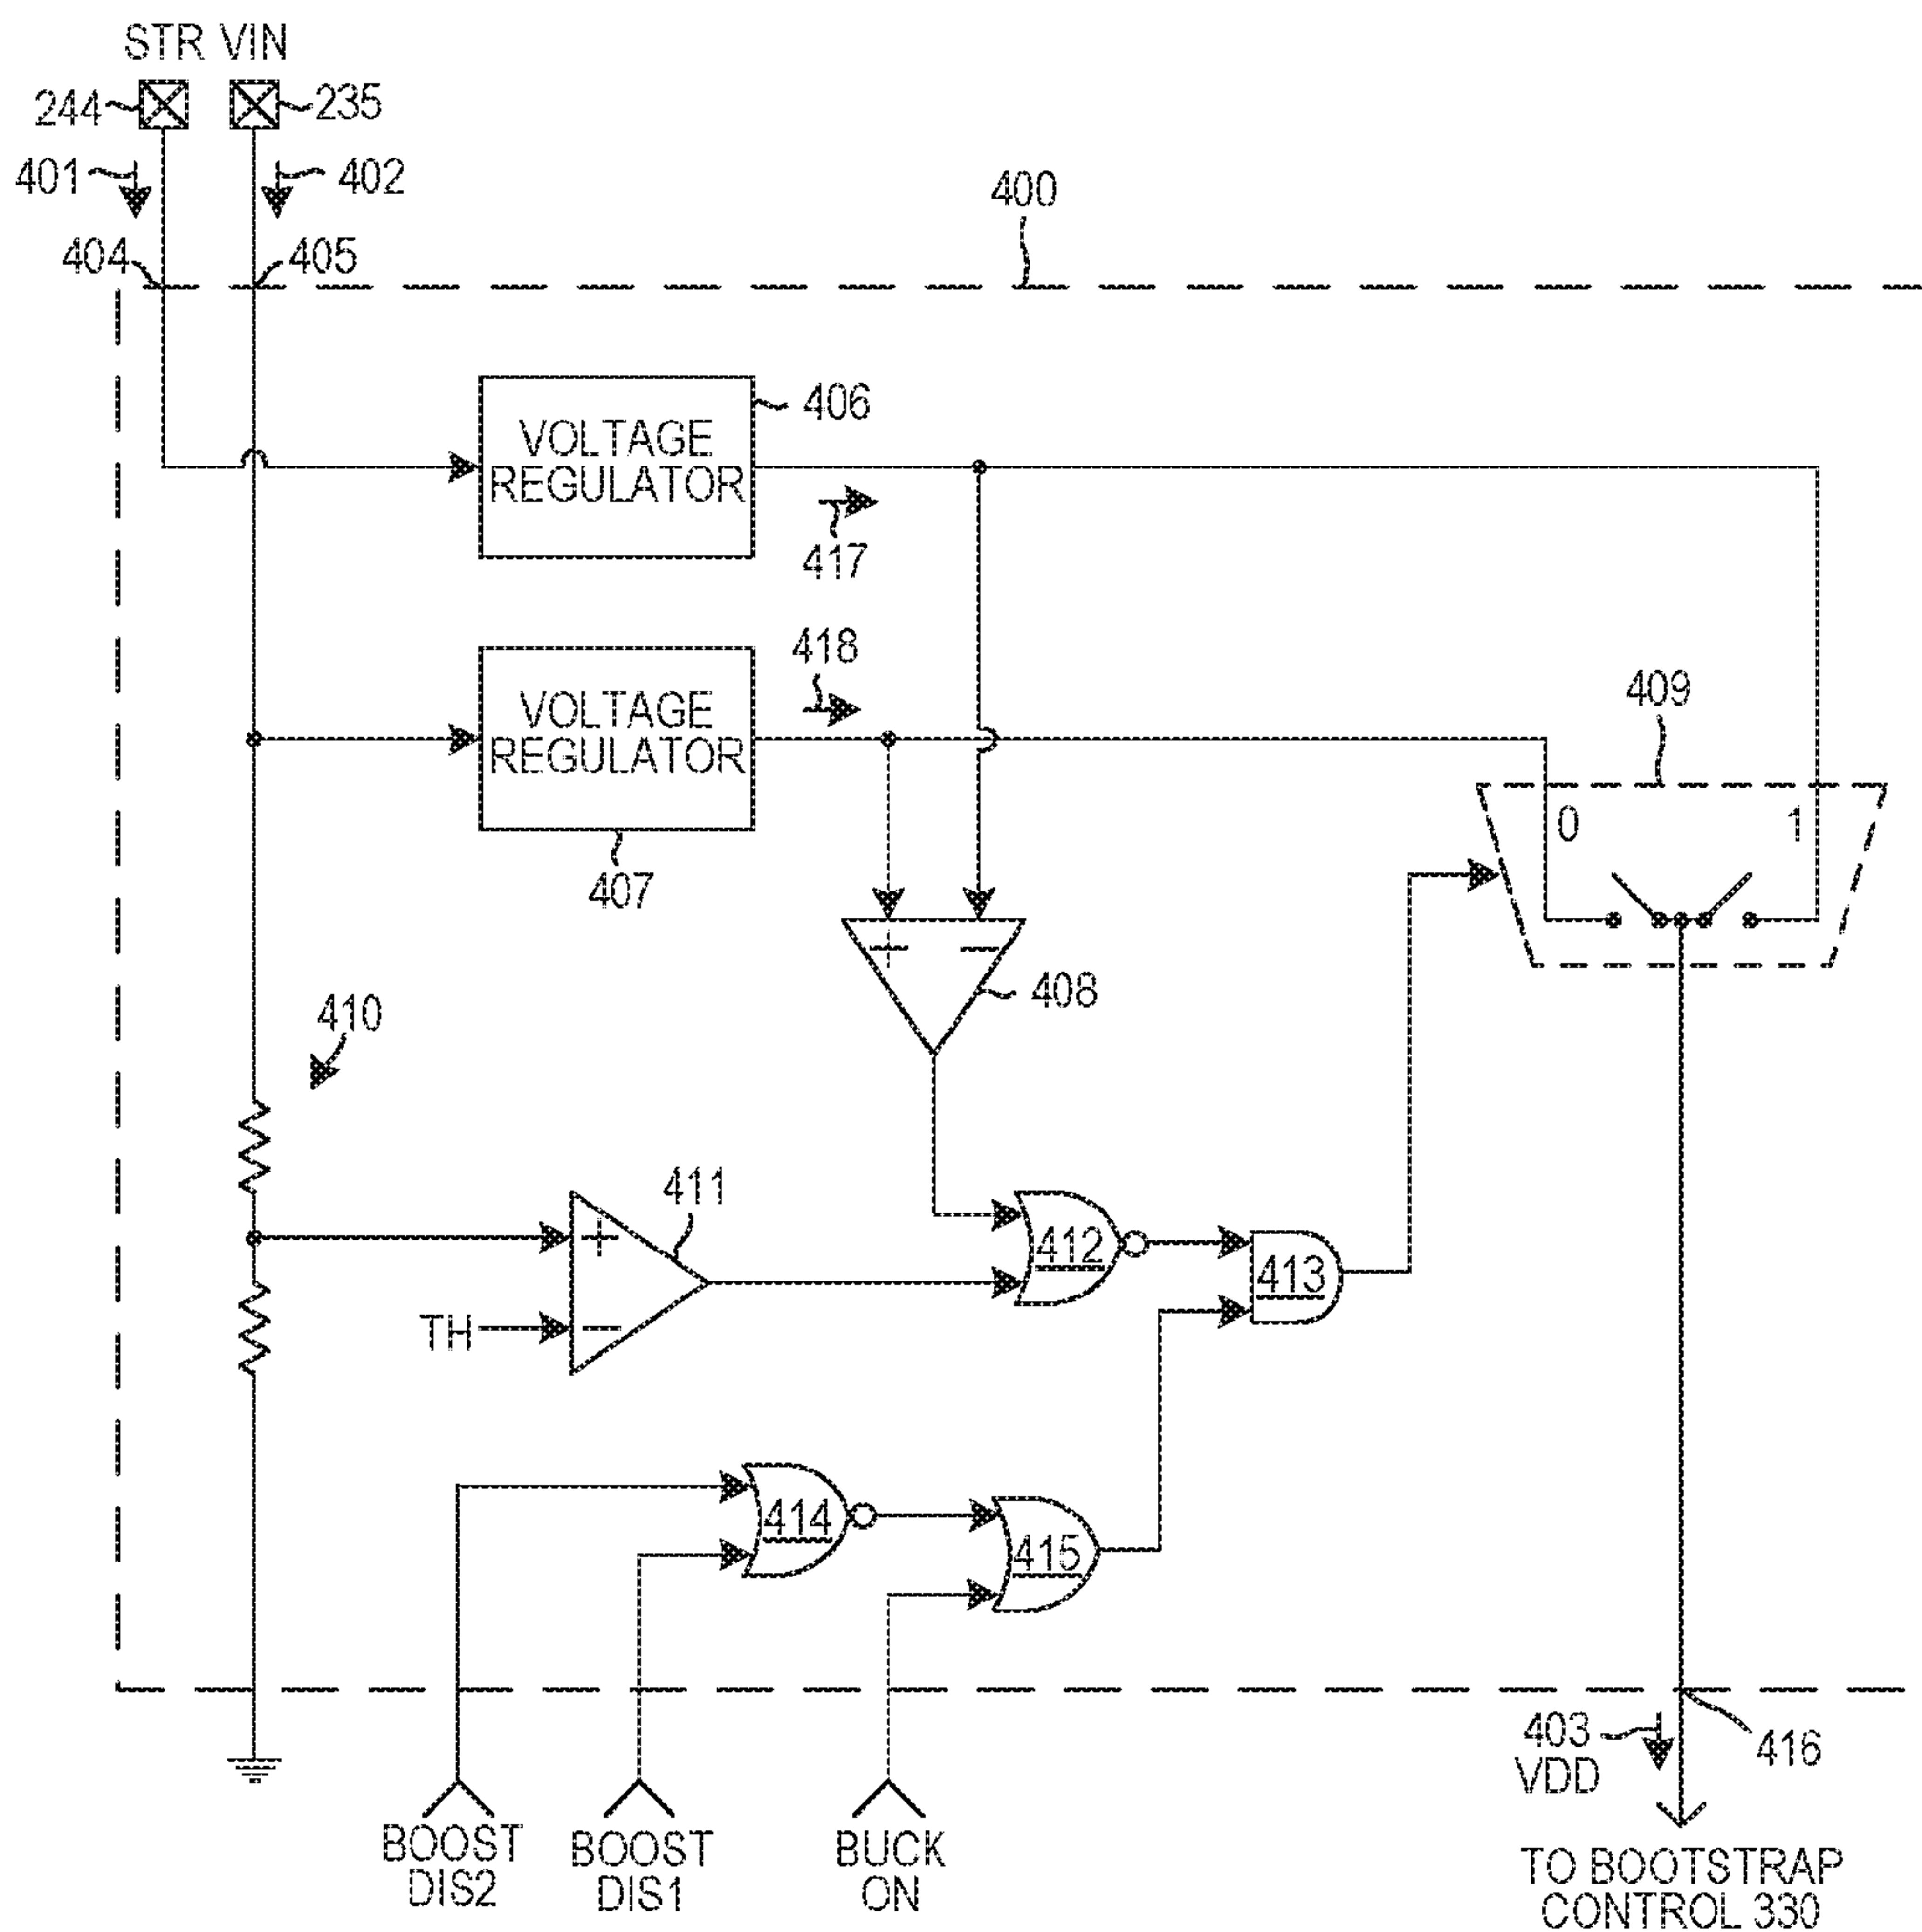 STR VIN
244
235
401
402
404
405
400
VOLTAGE
REGULATOR
406
417
418
VOLTAGE
REGULATOR
407
409
0
1
+
−
408
410
411
+
TH
−
412
413
414
415
403
VDD
416
BOOST
DIS2
BOOST
DIS1
BUCK
ON
TO BOOTSTRAP
CONTROL 330